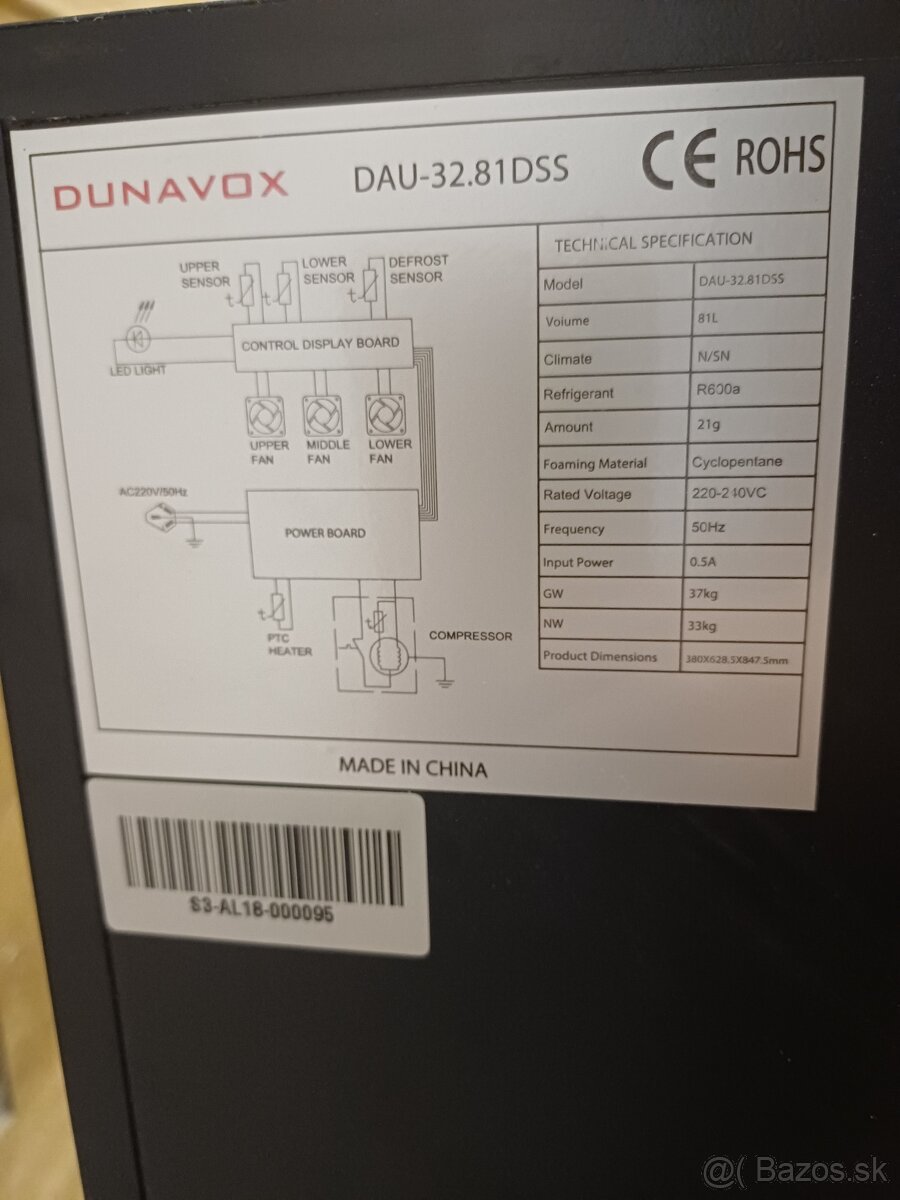 DUNAVOX
DAU-32.81DSS
CE ROHS
UPPER
SENSOR
LOWER
SENSOR
DEFROST
SENSOR
t
t
t
CONTROL DISPLAY BOARD
LED LIGHT
UPPER
FAN
MIDDLE
FAN
LOWER
FAN
AC220V/50Hz
POWER BOARD
t
PTC
HEATER
t
COMPRESSOR
TECHNICAL SPECIFICATION
Model DAU-32.81DSS
Volume 81L
Climate N/SN
Refrigerant R600a
Amount 21g
Foaming Material Cyclopentane
Rated Voltage 220-240VC
Frequency 50Hz
Input Power 0.5A
GW 37kg
NW 33kg
Product Dimensions 380X628.5X847.5mm
MADE IN CHINA
S3-AL18-000095
@( Bazos.sk